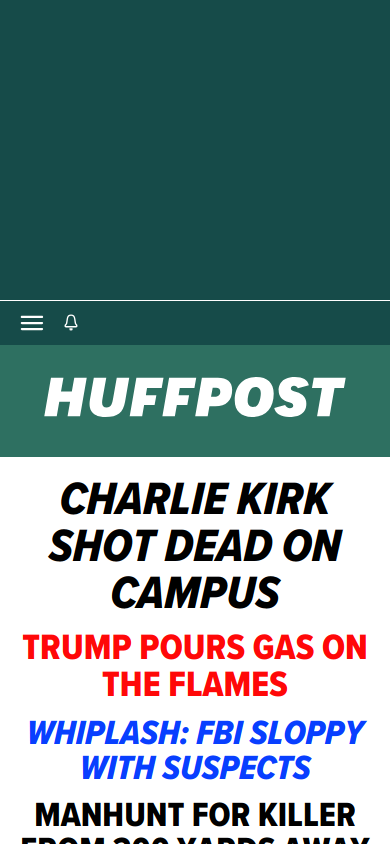 HUFFPOST
CHARLIE KIRK
SHOT DEAD ON
CAMPUS
TRUMP POURS GAS ON
THE FLAMES
WHIPLASH: FBI SLOPPY
WITH SUSPECTS
MANHUNT FOR KILLER
FROM 200 YARDS AWAY